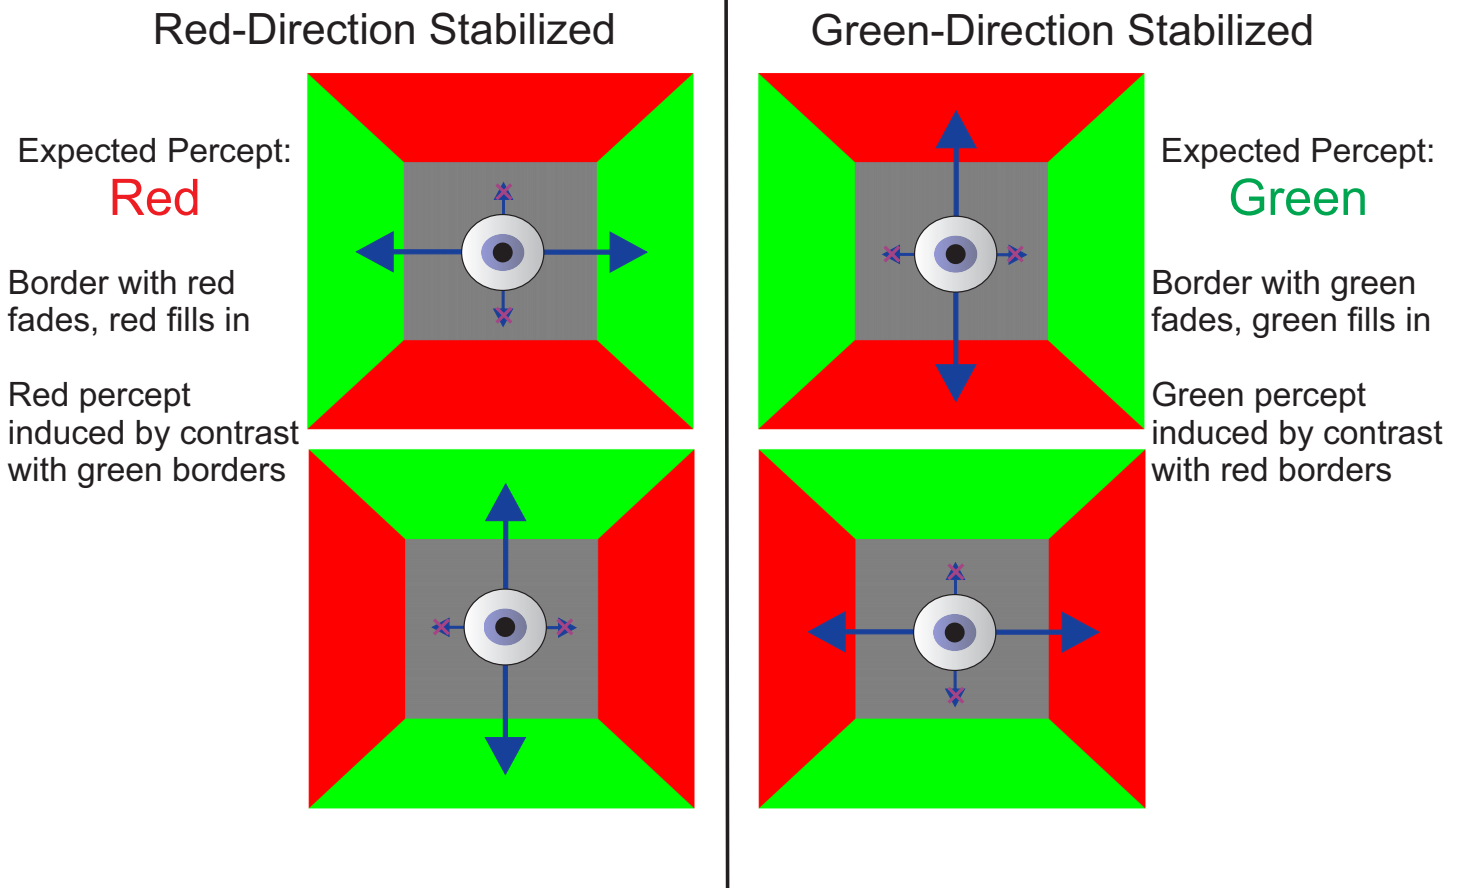 Red-Direction Stabilized
Expected Percept:
Red
Border with red
fades, red fills in
Red percept
induced by contrast
with green borders
Green-Direction Stabilized
Expected Percept:
Green
Border with green
fades, green fills in
Green percept
induced by contrast
with red borders